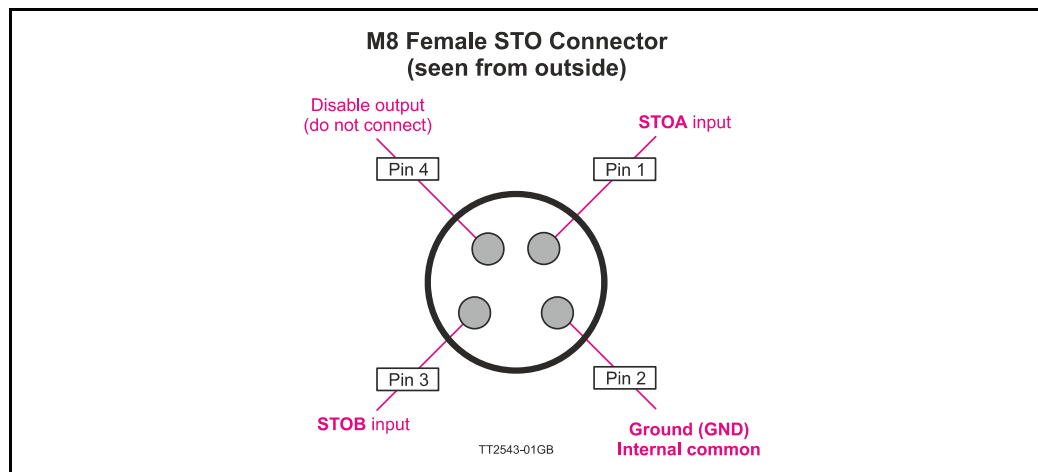 M8 Female STO Connector
(seen from outside)
Disable output
(do not connect)
STOA input
Pin 4
Pin 1
Pin 3
Pin 2
STOB input
Ground (GND)
Internal common
TT2543-01GB